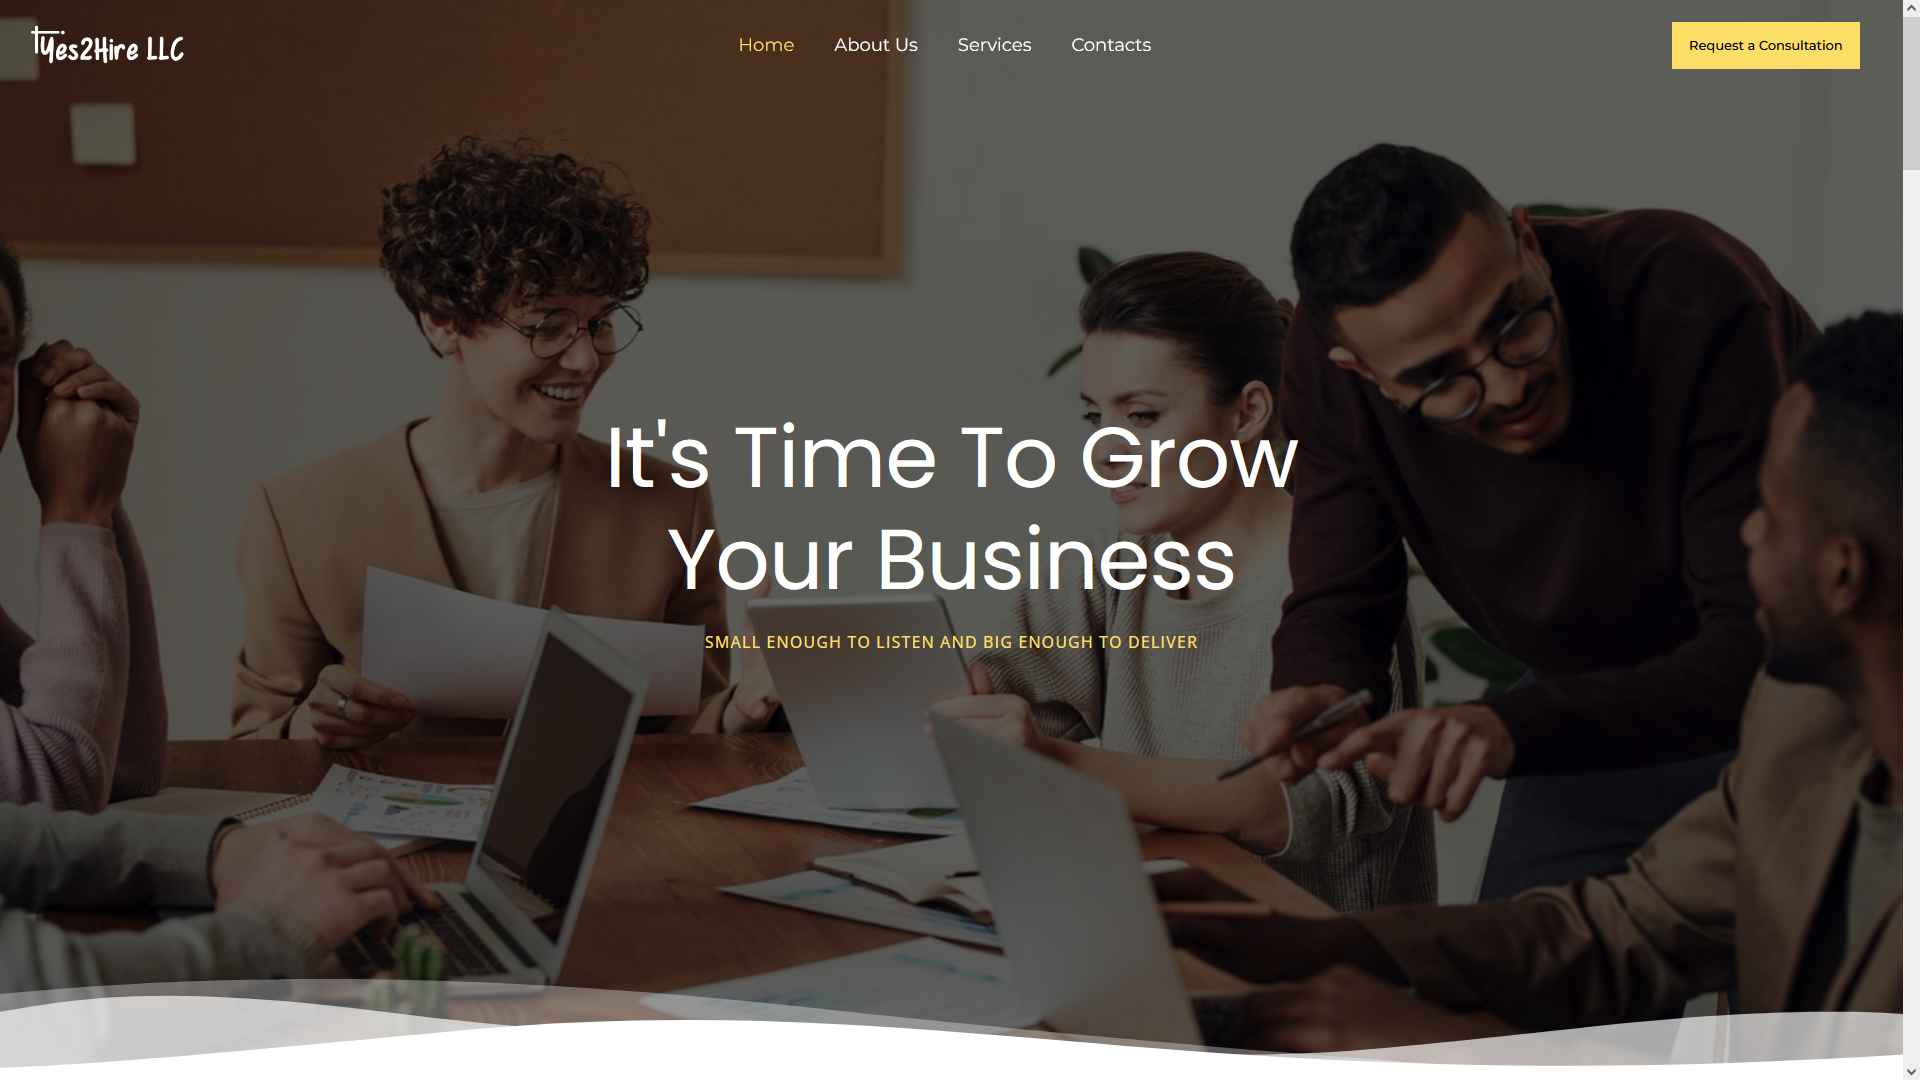 Yes2Hire LLC
Home
About Us
Services
Contacts
Request a Consultation
It's Time To Grow
Your Business
SMALL ENOUGH TO LISTEN AND BIG ENOUGH TO DELIVER